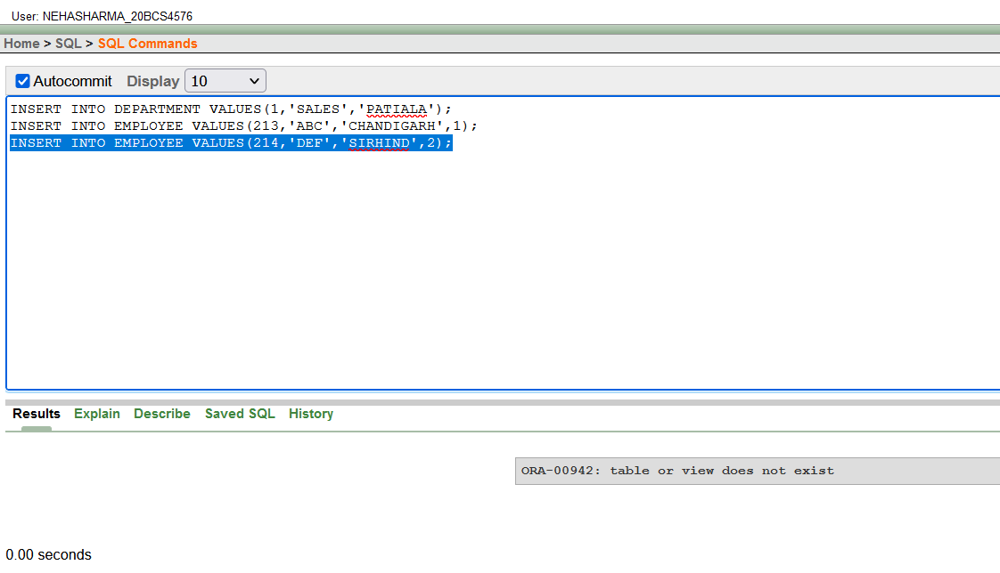 User: NEHASHARMA_20BCS4576
Home > SQL > SQL Commands
Autocommit Display 10
INSERT INTO DEPARTMENT VALUES(1,'SALES','PATIALA');
INSERT INTO EMPLOYEE VALUES(213,'ABC','CHANDIGARH',1);
INSERT INTO EMPLOYEE VALUES(214,'DEF','SIRHIND',2);
Results Explain Describe Saved SQL History
ORA-00942: table or view does not exist
0.00 seconds